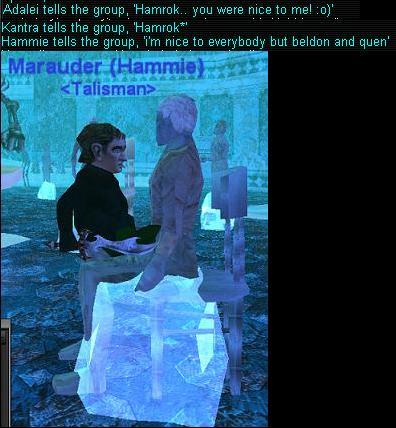 Adalei tells the group, 'Hamrok.. you were nice to me! :o)'
Kantra tells the group, 'Hamrok*'
Hammie tells the group, 'i'm nice to everybody but beldon and quen'
Marauder (Hammie)
<Talisman>